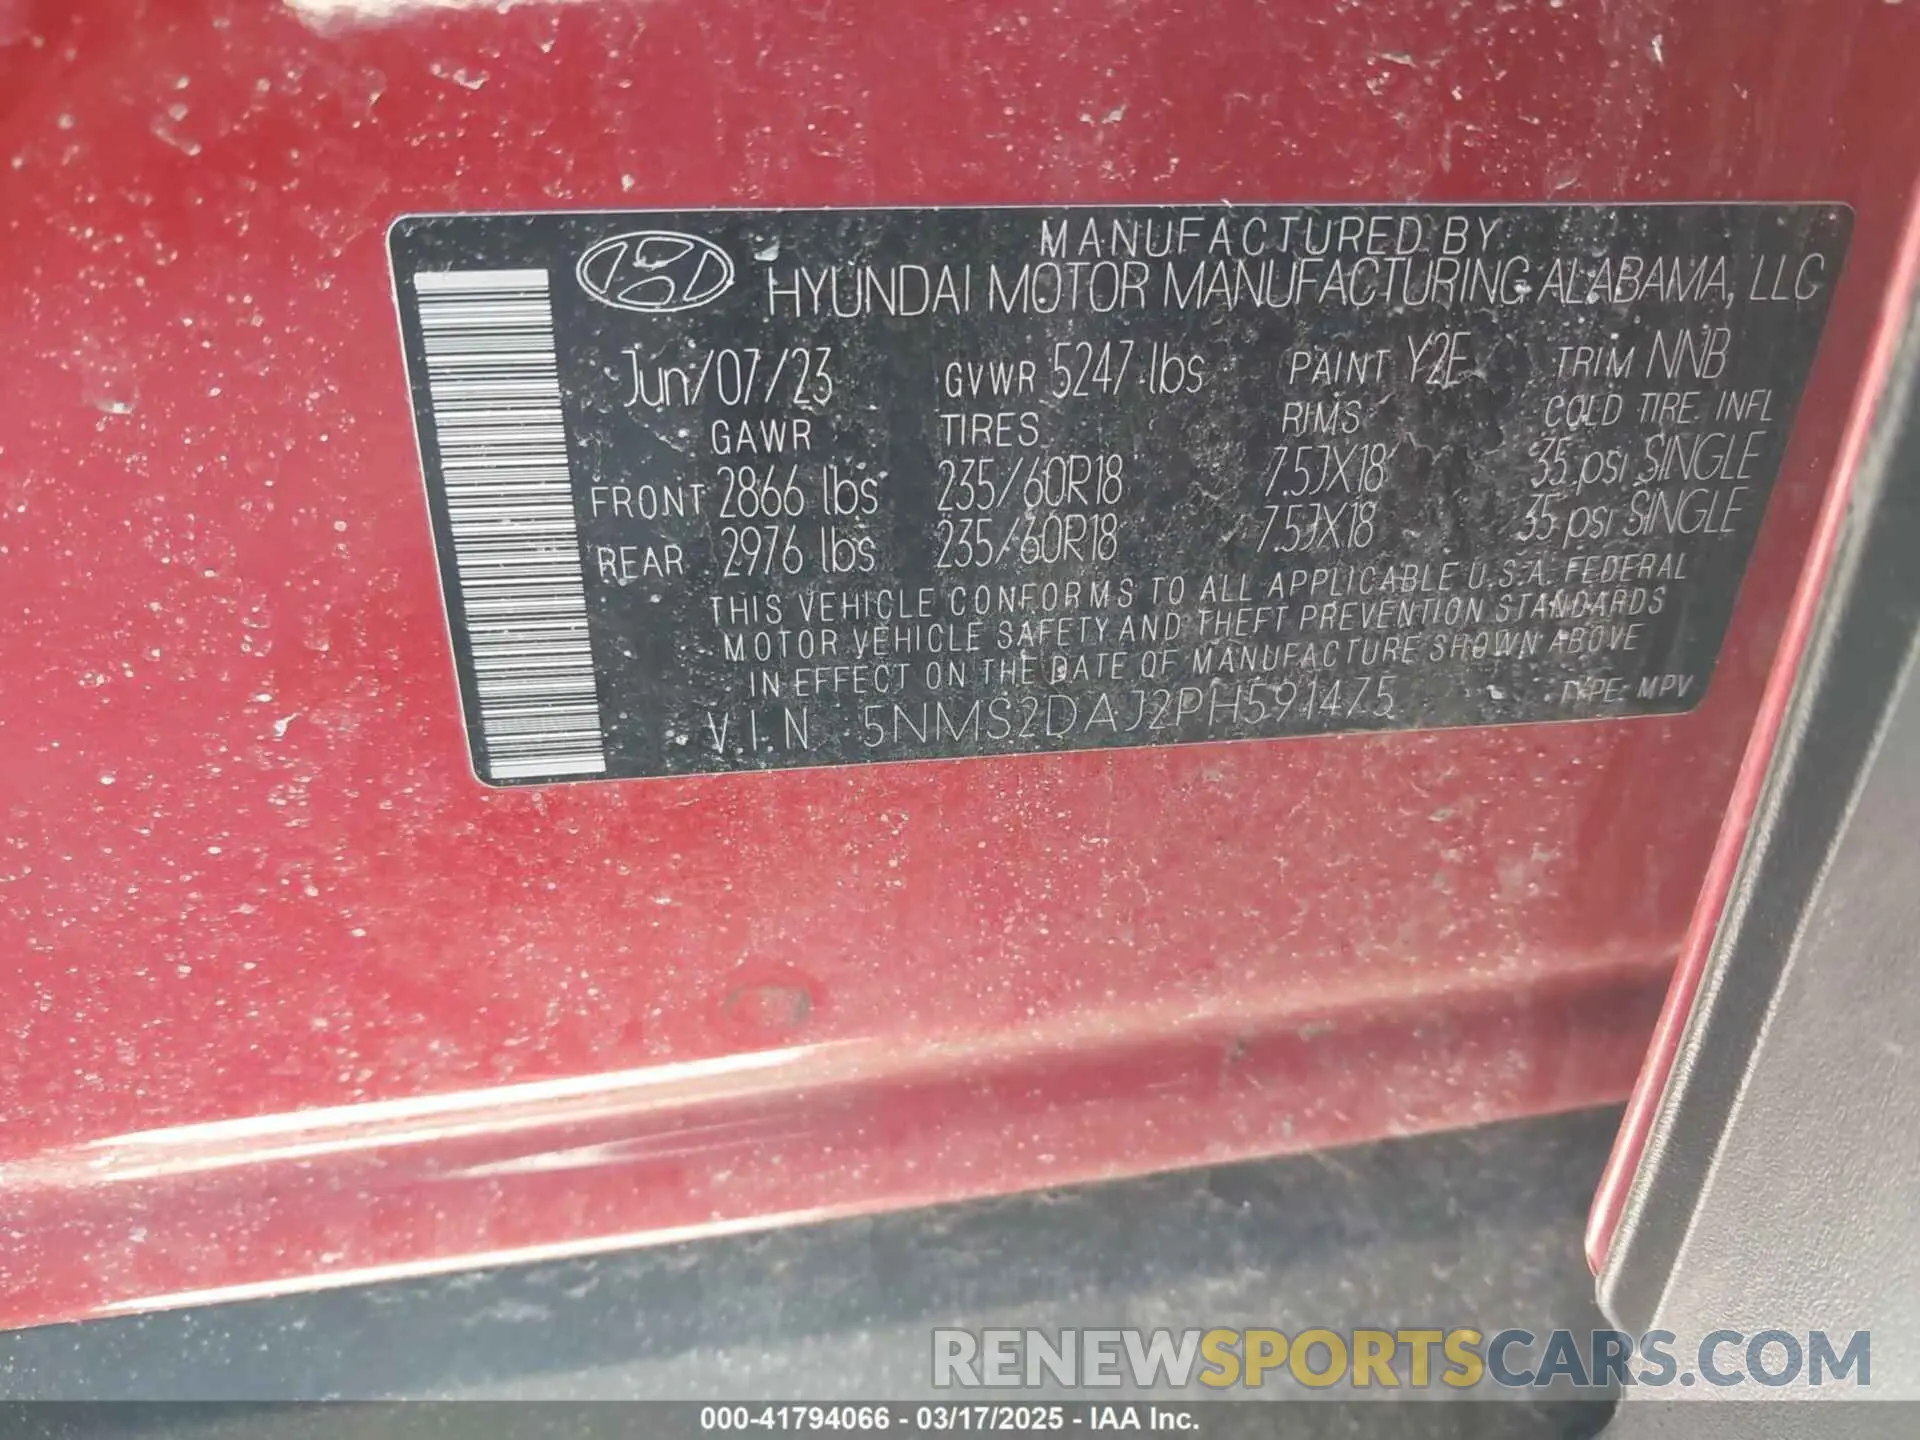 MANUFACTURED BY
HYUNDAI MOTOR MANUFACTURING ALABAMA, LLC
Jun/07/23 GVWR 5247 lbs PAINT Y2E TRIM NNB
GAWR TIRES RIMS COLD TIRE INFL
FRONT 2866 lbs 235/60R18 7.5JX18 35 psi SINGLE
REAR 2976 lbs 235/60R18 7.5JX18 35 psi SINGLE
THIS VEHICLE CONFORMS TO ALL APPLICABLE U.S.A. FEDERAL
MOTOR VEHICLE SAFETY AND THEFT PREVENTION STANDARDS
IN EFFECT ON THE DATE OF MANUFACTURE SHOWN ABOVE
V.I.N 5NMS2DAJ2PH591475 TYPE: MPV
RENEWSPORTSCARS.COM
000-41794066 - 03/17/2025 - IAA Inc.